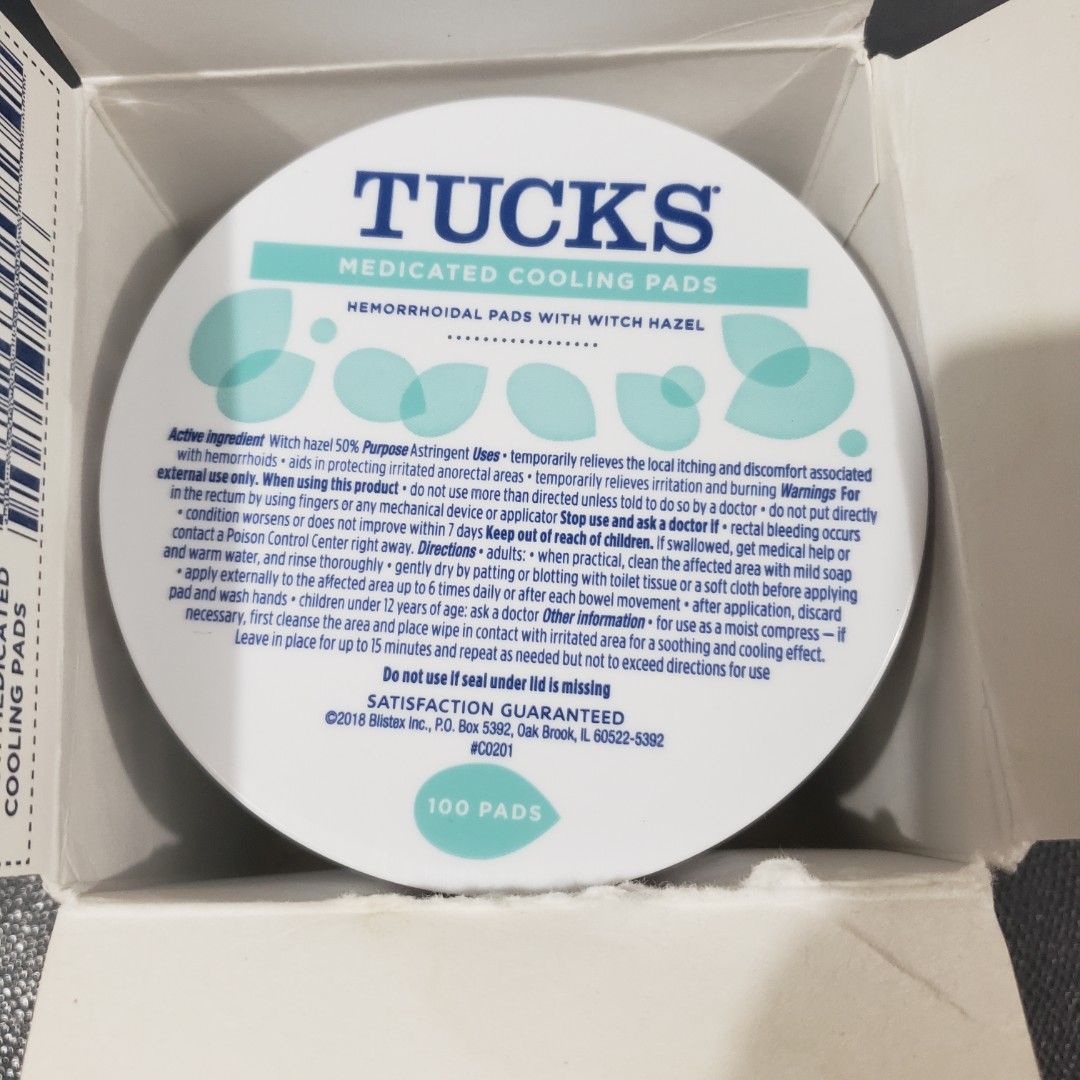 TUCKS
MEDICATED COOLING PADS
HEMORRHOIDAL PADS WITH WITCH HAZEL
Active ingredient Witch hazel 50% Purpose Astringent Uses • temporarily relieves the local itching and discomfort associated
with hemorrhoids • aids in protecting irritated anorectal areas • temporarily relieves irritation and burning Warnings For
external use only. When using this product • do not use more than directed unless told to do so by a doctor • do not put directly
in the rectum by using fingers or any mechanical device or applicator Stop use and ask a doctor if • rectal bleeding occurs
• condition worsens or does not improve within 7 days Keep out of reach of children. If swallowed, get medical help or
contact a Poison Control Center right away. Directions • adults: • when practical, clean the affected area with mild soap
and warm water, and rinse thoroughly • gently dry by patting or blotting with toilet tissue or a soft cloth before applying
• apply externally to the affected area up to 6 times daily or after each bowel movement • after application, discard
pad and wash hands • children under 12 years of age: ask a doctor Other information • for use as a moist compress — if
necessary, first cleanse the area and place wipe in contact with irritated area for a soothing and cooling effect.
Leave in place for up to 15 minutes and repeat as needed but not to exceed directions for use
Do not use if seal under lid is missing
SATISFACTION GUARANTEED
©2018 Blistex Inc., P.O. Box 5392, Oak Brook, IL 60522-5392
#C0201
100 PADS
MEDICATED
COOLING PADS